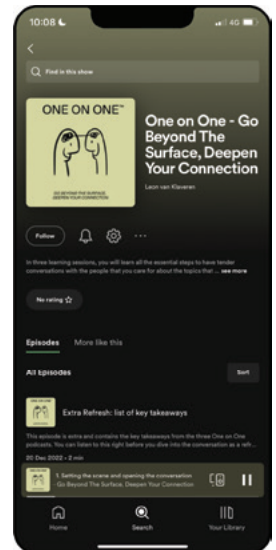 10:08
4G
Find in this show
ONE ON ONE™
GO BEYOND THE SURFACE,
DEEPEN YOUR CONNECTION
One on One - Go
Beyond The
Surface, Deepen
Your Connection
Leon van Klaveren
Follow
In three learning sessions, you will learn all the essential steps to have tender
conversations with the people that you care for about the topics that ... see more
No rating
Episodes More like this
All Episodes
Sort
Extra Refresh: list of key takeaways
This episode is extra and contains the key takeaways from the three One on One
podcasts. You can listen to this right before you dive into the conversation as a refr...
20 Dec 2022 • 2 min
1. Setting the scene and opening the conversation
Go Beyond The Surface, Deepen Your Connection
Home Search Your Library